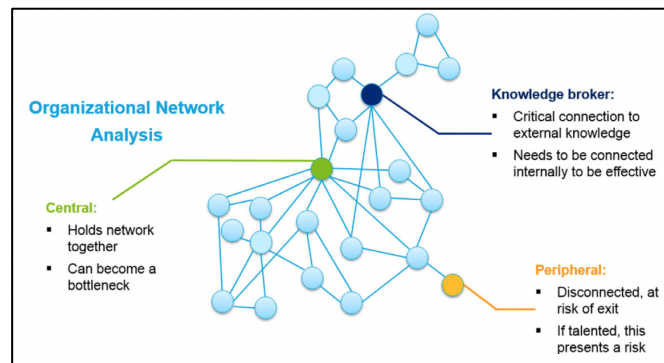 Organizational Network
Analysis
Knowledge broker:
▪ Critical connection to
external knowledge
▪ Needs to be connected
internally to be effective
Central:
▪ Holds network
together
▪ Can become a
bottleneck
Peripheral:
▪ Disconnected, at
risk of exit
▪ If talented, this
presents a risk